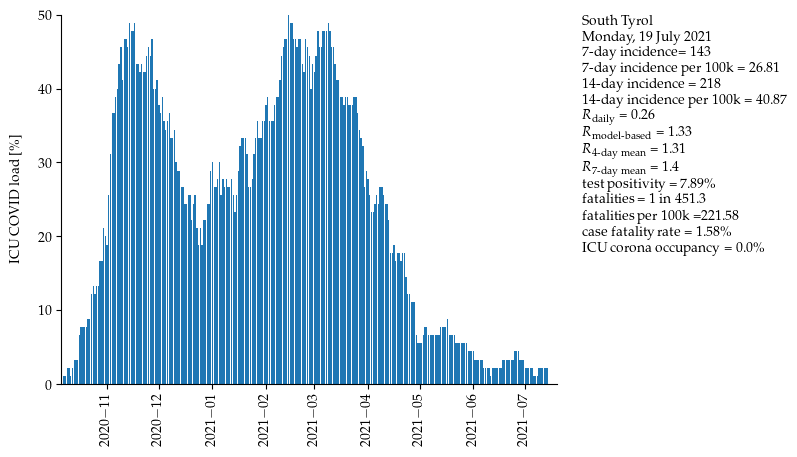 50
40
30
20
10
0
ICU COVID load [%]
2020−11
2020−12
2021−01
2021−02
2021−03
2021−04
2021−05
2021−06
2021−07
South Tyrol
Monday, 19 July 2021
7-day incidence= 143
7-day incidence per 100k = 26.81
14-day incidence = 218
14-day incidence per 100k = 40.87
R daily = 0.26
R model-based = 1.33
R 4-day mean = 1.31
R 7-day mean = 1.4
test positivity = 7.89%
fatalities = 1 in 451.3
fatalities per 100k =221.58
case fatality rate = 1.58%
ICU corona occupancy = 0.0%